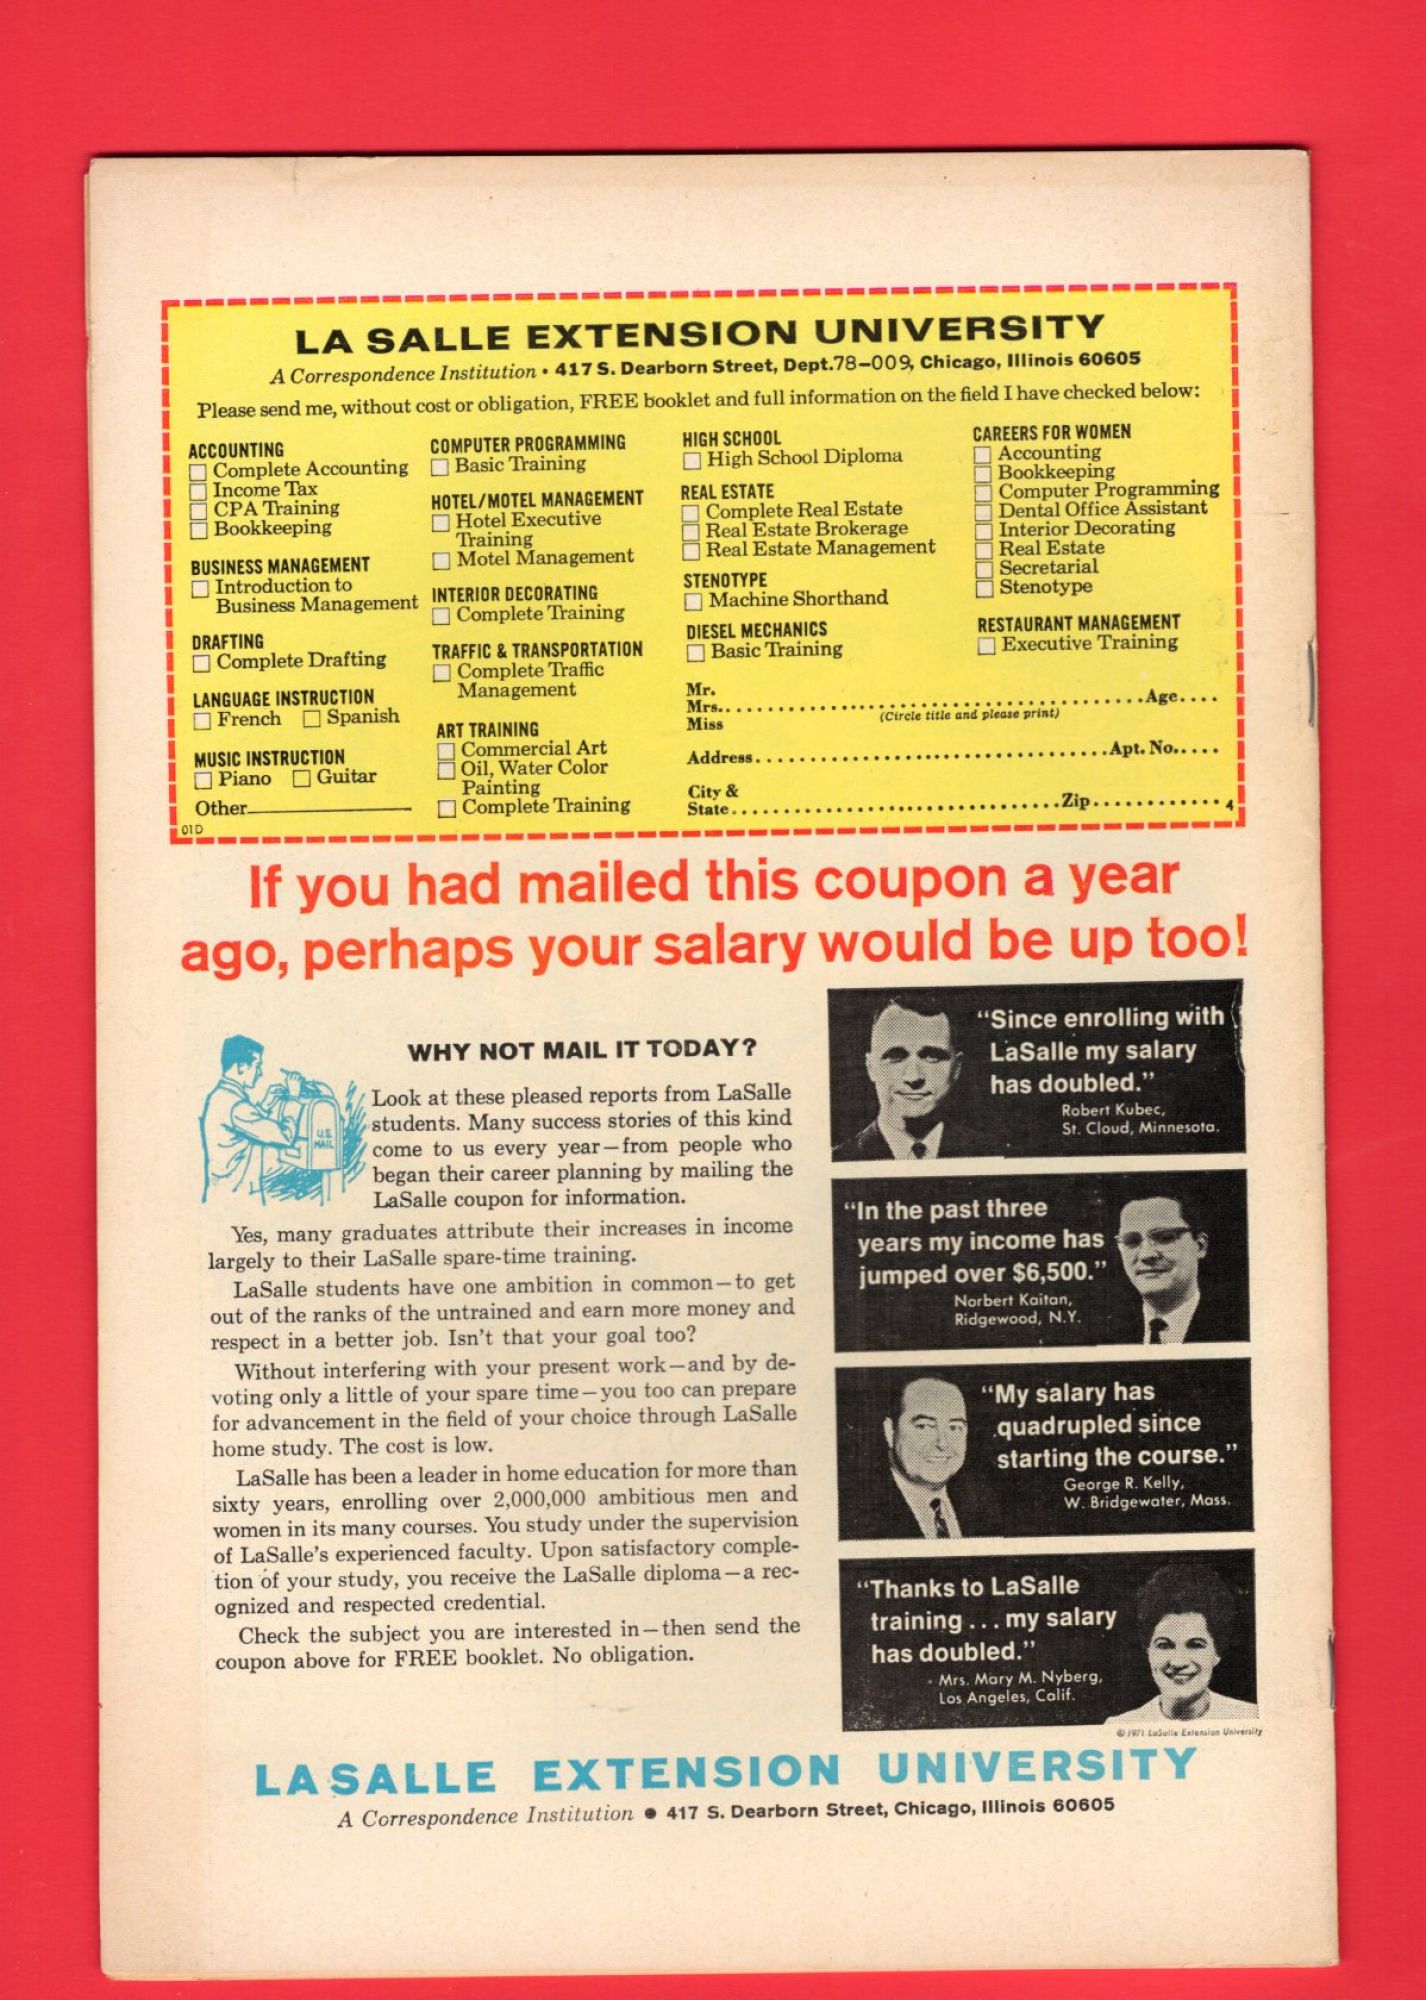 LA SALLE EXTENSION UNIVERSITY
A Correspondence Institution • 417 S. Dearborn Street, Dept.78-009, Chicago, Illinois 60605
Please send me, without cost or obligation, FREE booklet and full information on the field I have checked below:
ACCOUNTING
Complete Accounting
Income Tax
CPA Training
Bookkeeping
BUSINESS MANAGEMENT
Introduction to
Business Management
DRAFTING
Complete Drafting
LANGUAGE INSTRUCTION
French Spanish
MUSIC INSTRUCTION
Piano Guitar
Other
01D
COMPUTER PROGRAMMING
Basic Training
HOTEL/MOTEL MANAGEMENT
Hotel Executive
Training
Motel Management
INTERIOR DECORATING
Complete Training
TRAFFIC & TRANSPORTATION
Complete Traffic
Management
ART TRAINING
Commercial Art
Oil, Water Color
Painting
Complete Training
HIGH SCHOOL
High School Diploma
REAL ESTATE
Complete Real Estate
Real Estate Brokerage
Real Estate Management
STENOTYPE
Machine Shorthand
DIESEL MECHANICS
Basic Training
CAREERS FOR WOMEN
Accounting
Bookkeeping
Computer Programming
Dental Office Assistant
Interior Decorating
Real Estate
Secretarial
Stenotype
RESTAURANT MANAGEMENT
Executive Training
Mr.
Mrs. Age
Miss (Circle title and please print)
Address Apt. No.
City &
State Zip 4
If you had mailed this coupon a year
ago, perhaps your salary would be up too!
U.S.
MAIL
WHY NOT MAIL IT TODAY?
Look at these pleased reports from LaSalle
students. Many success stories of this kind
come to us every year—from people who
began their career planning by mailing the
LaSalle coupon for information.
Yes, many graduates attribute their increases in income
largely to their LaSalle spare-time training.
LaSalle students have one ambition in common—to get
out of the ranks of the untrained and earn more money and
respect in a better job. Isn't that your goal too?
Without interfering with your present work—and by de-
voting only a little of your spare time—you too can prepare
for advancement in the field of your choice through LaSalle
home study. The cost is low.
LaSalle has been a leader in home education for more than
sixty years, enrolling over 2,000,000 ambitious men and
women in its many courses. You study under the supervision
of LaSalle's experienced faculty. Upon satisfactory comple-
tion of your study, you receive the LaSalle diploma—a rec-
ognized and respected credential.
Check the subject you are interested in—then send the
coupon above for FREE booklet. No obligation.
"Since enrolling with
LaSalle my salary
has doubled."
Robert Kubec,
St. Cloud, Minnesota.
"In the past three
years my income has
jumped over $6,500."
Norbert Kaitan,
Ridgewood, N.Y.
"My salary has
quadrupled since
starting the course."
George R. Kelly,
W. Bridgewater, Mass.
"Thanks to LaSalle
training . . . my salary
has doubled."
Mrs. Mary M. Nyberg,
Los Angeles, Calif.
© 1971 LaSalle Extension University
LASALLE EXTENSION UNIVERSITY
A Correspondence Institution • 417 S. Dearborn Street, Chicago, Illinois 60605